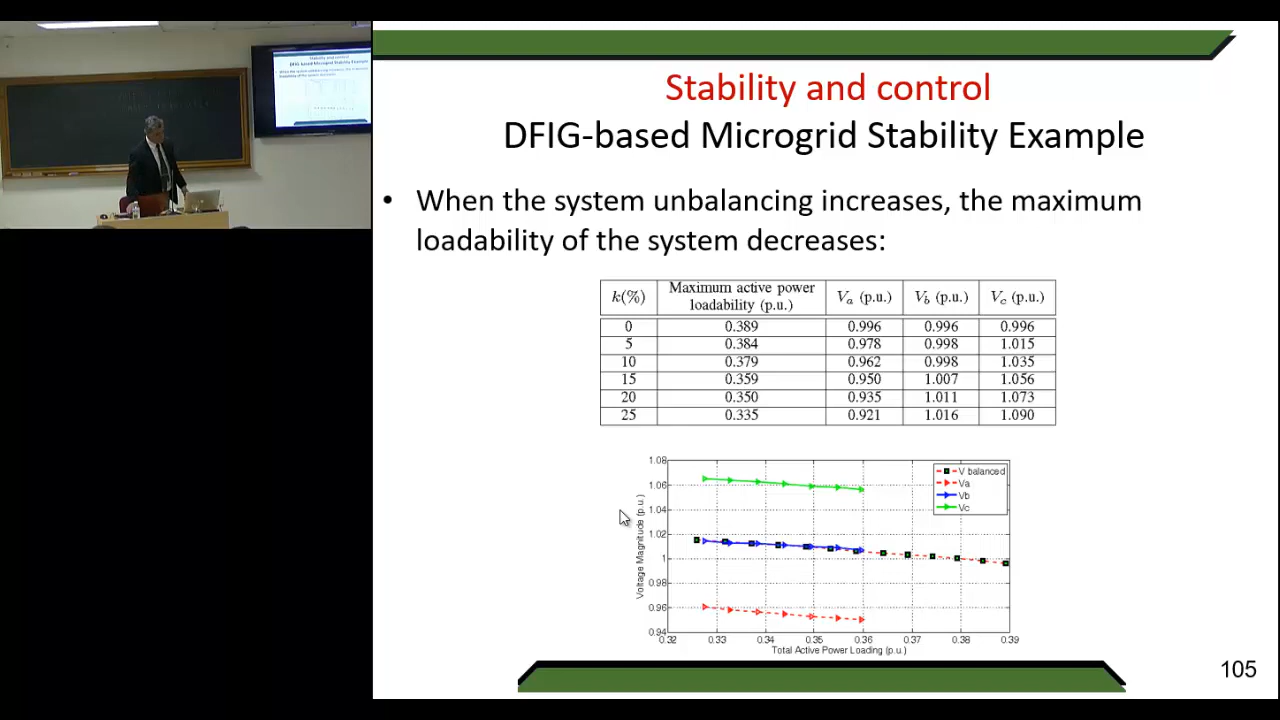 Stability and control
DFIG-based Microgrid Stability Example
• When the system unbalancing increases, the maximum
loadability of the system decreases:
k(%) Maximum active power loadability (p.u.) Va (p.u.) Vb (p.u.) Vc (p.u.)
0 0.389 0.996 0.996 0.996
5 0.384 0.978 0.998 1.015
10 0.379 0.962 0.998 1.035
15 0.359 0.950 1.007 1.056
20 0.350 0.935 1.011 1.073
25 0.335 0.921 1.016 1.090
Voltage Magnitude (p.u.)
1.08
1.06
1.04
1.02
1
0.98
0.96
0.94
V balanced
Va
Vb
Vc
0.32 0.33 0.34 0.35 0.36 0.37 0.38 0.39
Total Active Power Loading (p.u.)
105